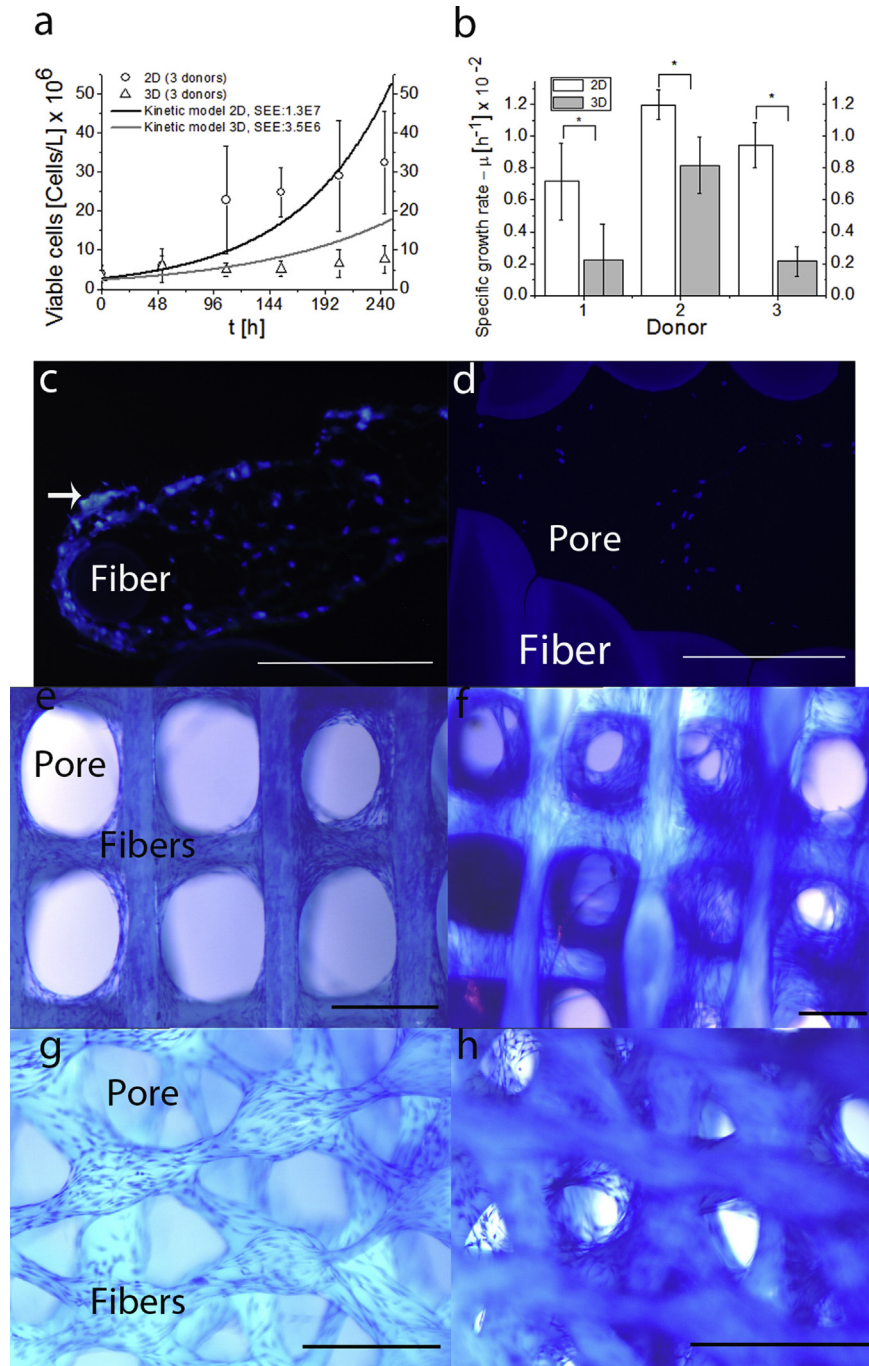 a
2D (3 donors)
3D (3 donors)
Kinetic model 2D, SEE:1.3E7
Kinetic model 3D, SEE:3.5E6
Viable cells [Cells/L] x 10⁶
50
40
30
20
10
0
50
40
30
20
10
0
0 48 96 144 192 240
t [h]
b
2D
3D
* * *
Specific growth rate – μ [h⁻¹] x 10⁻²
1.2
1.0
0.8
0.6
0.4
0.2
0.0
1.2
1.0
0.8
0.6
0.4
0.2
0.0
1 2 3
Donor
c
Fiber
d
Pore
Fiber
e
Pore
Fibers
f
g
Pore
Fibers
h